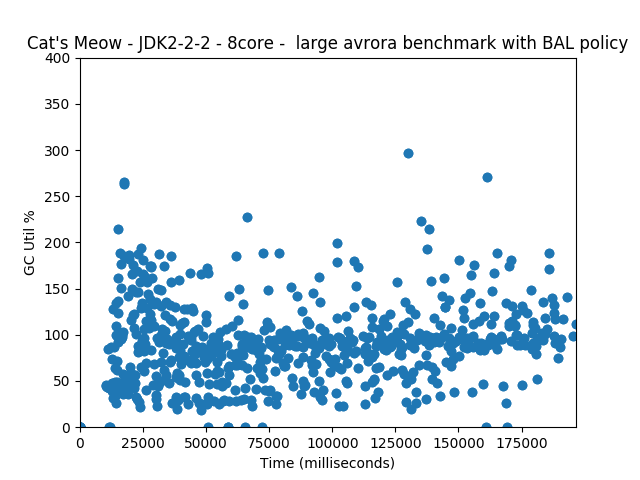 Cat's Meow - JDK2-2-2 - 8core -  large avrora benchmark with BAL policy
400
350
300
250
200
150
100
50
0
GC Util %
0 25000 50000 75000 100000 125000 150000 175000
Time (milliseconds)